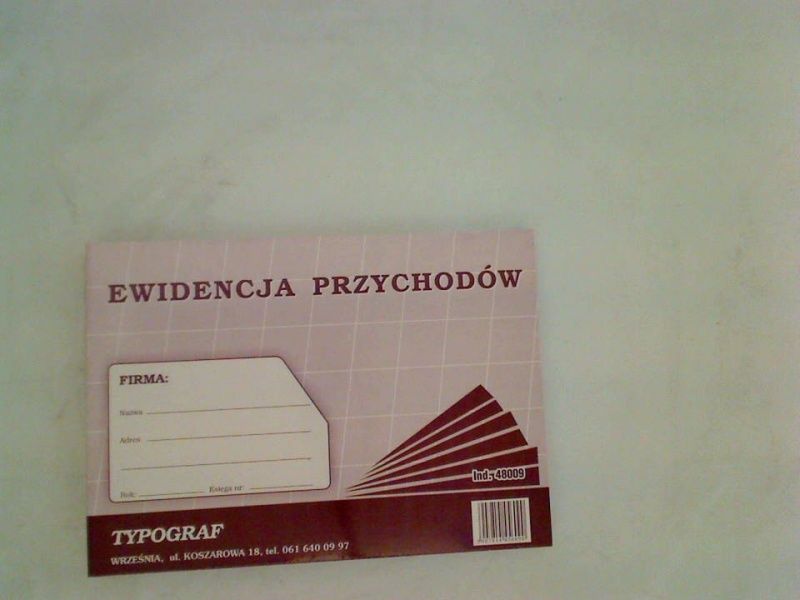 EWIDENCJA PRZYCHODÓW
FIRMA:
Nazwa
Adres
Rok: Księga nr:
Ind.-48009
TYPOGRAF
WRZEŚNIA, ul. KOSZAROWA 18, tel. 061 640 09 97